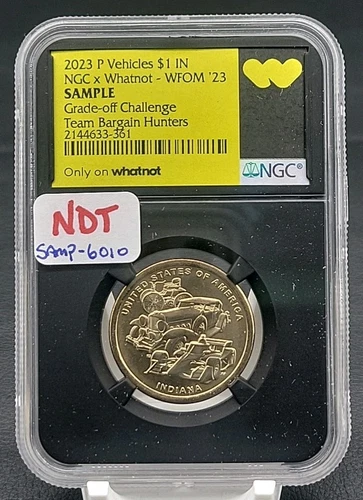 2023 P Vehicles $1 IN
NGC x Whatnot - WFOM '23
SAMPLE
Grade-off Challenge
Team Bargain Hunters
2144633-361
Only on whatnot
NGC®
NDT
SAMP-6010
UNITED STATES OF AMERICA
INDIANA